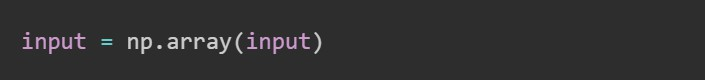 input = np.array(input)